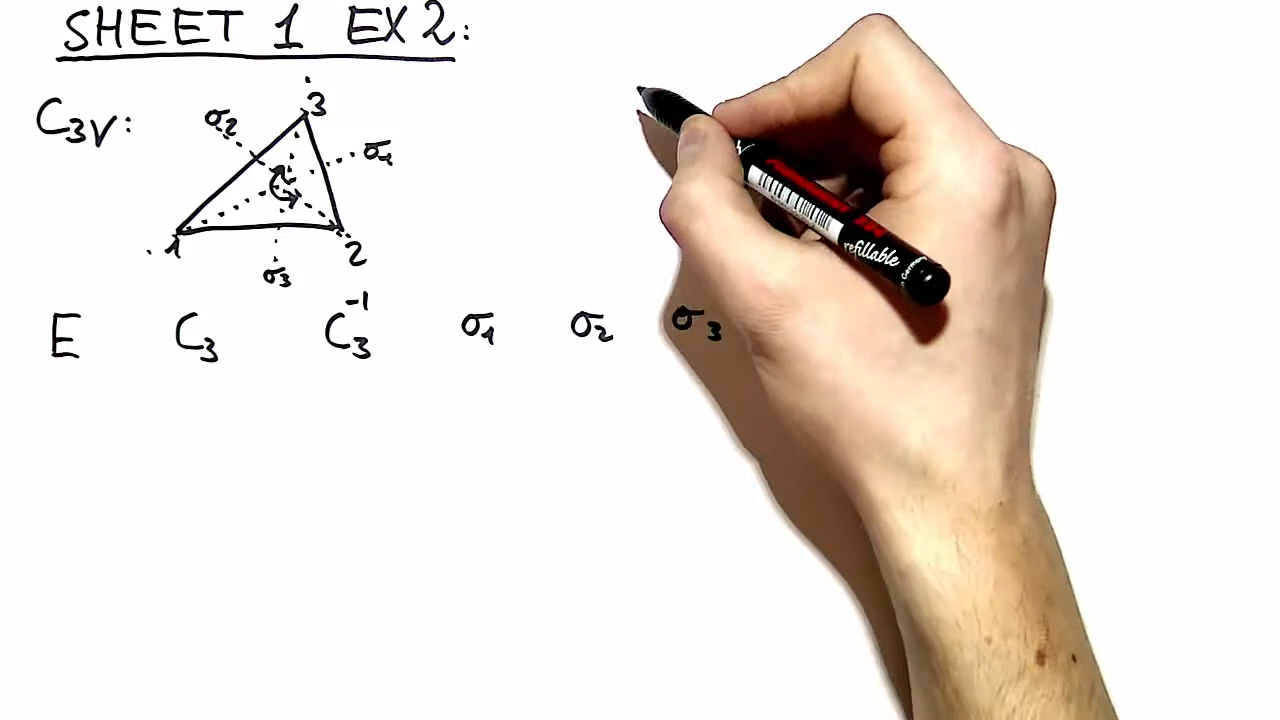 SHEET 1 EX 2:
C₃V:
3
σ₂
σ₁
1
2
σ₃
E C₃ C₃⁻¹ σ₁ σ₂ σ₃
refillable